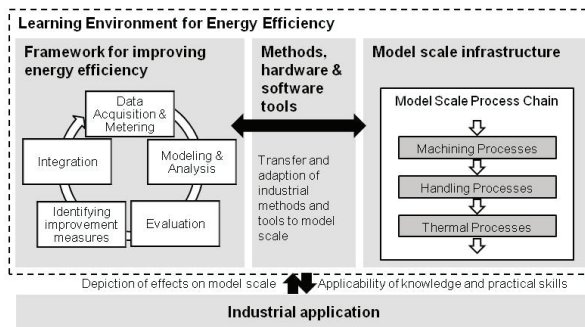 Learning Environment for Energy Efficiency
Framework for improving
energy efficiency
Data
Acquisition &
Metering
Integration
Modeling &
Analysis
Identifying
improvement
measures
Evaluation
Methods,
hardware &
software
tools
Transfer and
adaption of
industrial
methods and
tools to model
scale
Model scale infrastructure
Model Scale Process Chain
Machining Processes
Handling Processes
Thermal Processes
Depiction of effects on model scale
Applicability of knowledge and practical skills
Industrial application